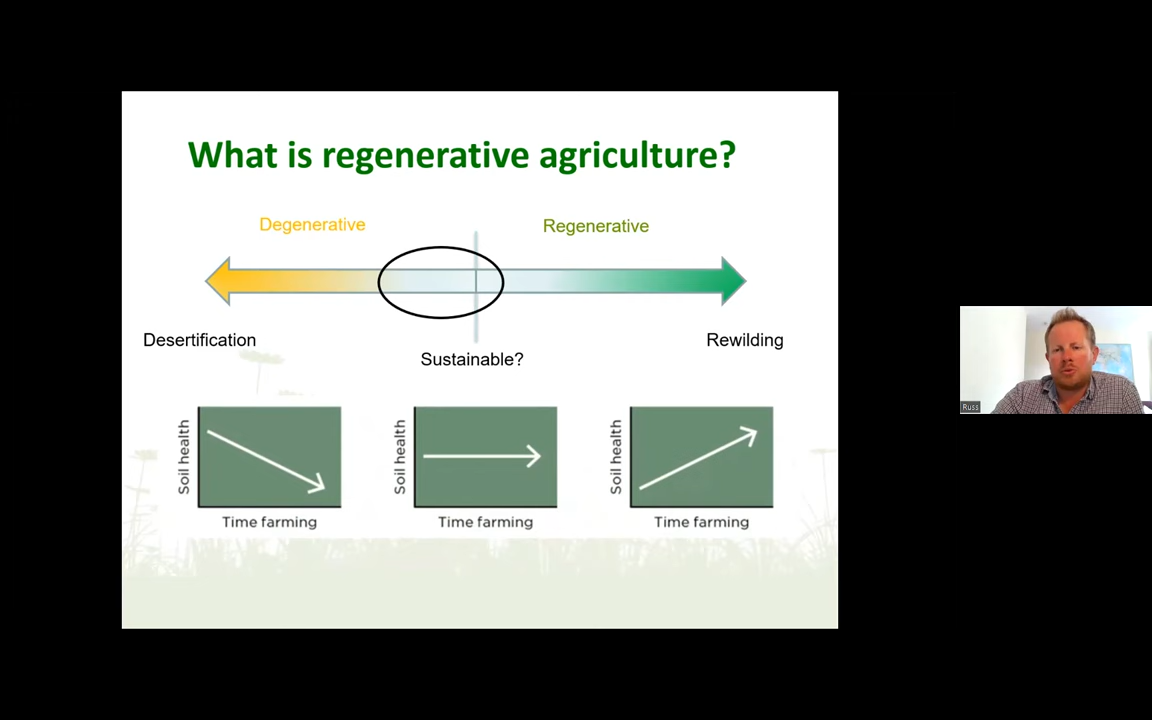 What is regenerative agriculture?
Degenerative
Regenerative
Desertification
Sustainable?
Rewilding
Soil health
Time farming
Soil health
Time farming
Soil health
Time farming
Russ